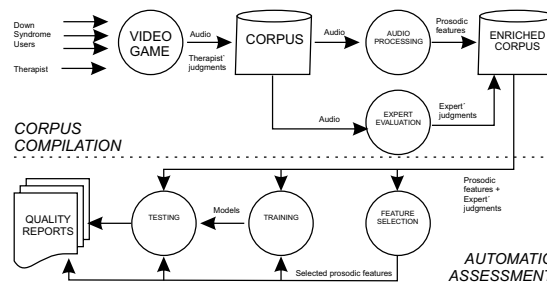 Down
Syndrome
Users
Therapist
VIDEO
GAME
Audio
Therapist´
judgments
CORPUS
Audio
AUDIO
PROCESSING
Prosodic
features
ENRICHED
CORPUS
Audio
EXPERT
EVALUATION
Expert´
judgments
CORPUS
COMPILATION
Prosodic
features +
Expert´
judgments
QUALITY
REPORTS
TESTING
Models
TRAINING
FEATURE
SELECTION
Selected prosodic features
AUTOMATIC
ASSESSMENT